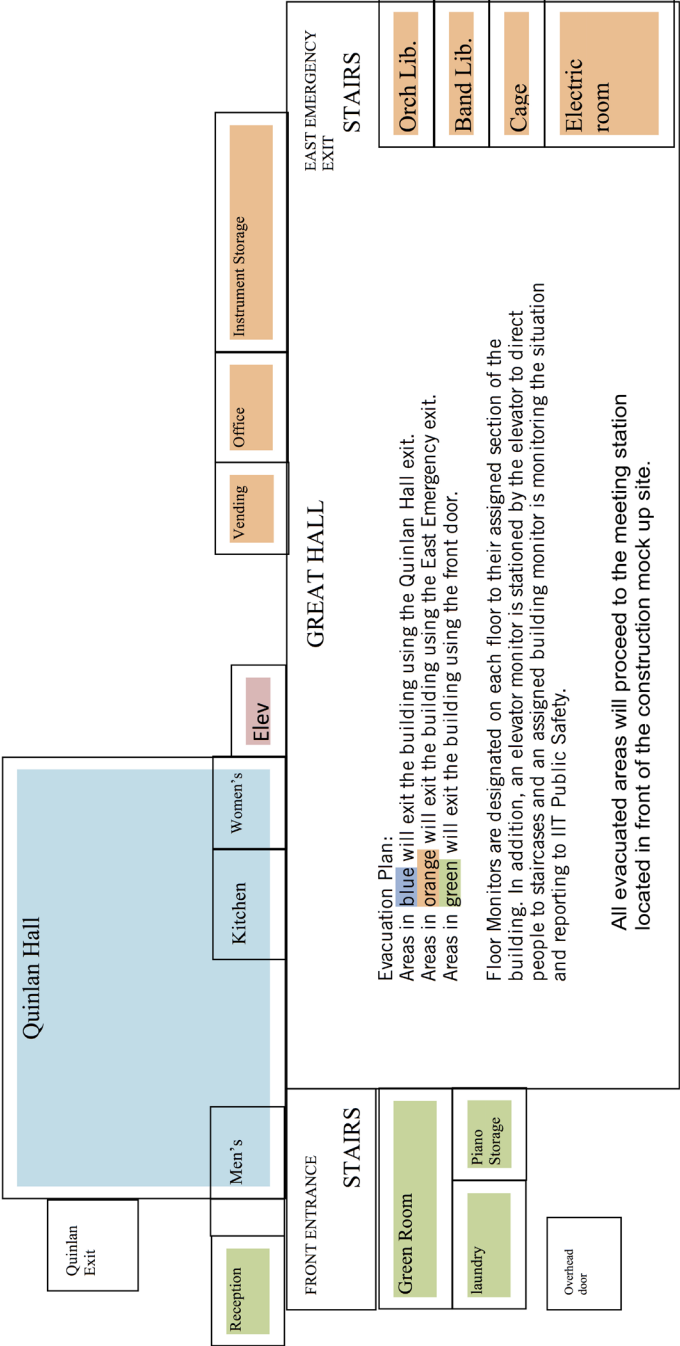 Quinlan Hall
Quinlan
Exit
Men's
Kitchen
Women's
Elev
Vending
Office
Instrument Storage
Reception
FRONT ENTRANCE
STAIRS
GREAT HALL
EAST EMERGENCY
EXIT
STAIRS
Green Room
laundry
Piano
Storage
Overhead
door
Evacuation Plan:
Areas in blue will exit the building using the Quinlan Hall exit.
Areas in orange will exit the building using the East Emergency exit.
Areas in green will exit the building using the front door.
Floor Monitors are designated on each floor to their assigned section of the
building. In addition, an elevator monitor is stationed by the elevator to direct
people to staircases and an assigned building monitor is monitoring the situation
and reporting to IIT Public Safety.
All evacuated areas will proceed to the meeting station
located in front of the construction mock up site.
Orch Lib.
Band Lib.
Cage
Electric
room